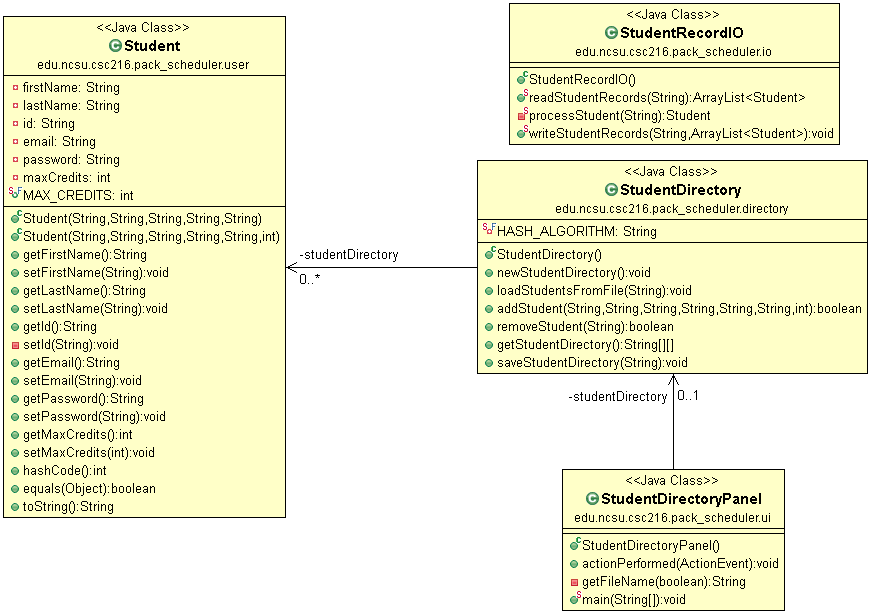 <<Java Class>>
Student
edu.ncsu.csc216.pack_scheduler.user
firstName: String
lastName: String
id: String
email: String
password: String
maxCredits: int
MAX_CREDITS: int
Student(String,String,String,String,String)
Student(String,String,String,String,String,int)
getFirstName():String
setFirstName(String):void
getLastName():String
setLastName(String):void
getId():String
setId(String):void
getEmail():String
setEmail(String):void
getPassword():String
setPassword(String):void
getMaxCredits():int
setMaxCredits(int):void
hashCode():int
equals(Object):boolean
toString():String
<<Java Class>>
StudentRecordIO
edu.ncsu.csc216.pack_scheduler.io
StudentRecordIO()
readStudentRecords(String):ArrayList<Student>
processStudent(String):Student
writeStudentRecords(String,ArrayList<Student>):void
<<Java Class>>
StudentDirectory
edu.ncsu.csc216.pack_scheduler.directory
HASH_ALGORITHM: String
StudentDirectory()
newStudentDirectory():void
loadStudentsFromFile(String):void
addStudent(String,String,String,String,String,String,int):boolean
removeStudent(String):boolean
getStudentDirectory():String[][]
saveStudentDirectory(String):void
-studentDirectory
0..*
-studentDirectory
0..1
<<Java Class>>
StudentDirectoryPanel
edu.ncsu.csc216.pack_scheduler.ui
StudentDirectoryPanel()
actionPerformed(ActionEvent):void
getFileName(boolean):String
main(String[]):void